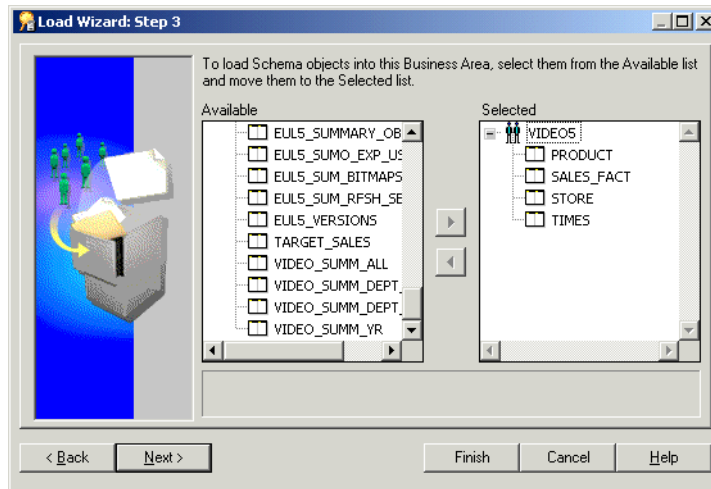 Load Wizard: Step 3
To load Schema objects into this Business Area, select them from the Available list
and move them to the Selected list.
Available
EUL5_SUMMARY_OB
EUL5_SUMO_EXP_US
EUL5_SUM_BITMAPS
EUL5_SUM_RFSH_SE
EUL5_VERSIONS
TARGET_SALES
VIDEO_SUMM_ALL
VIDEO_SUMM_DEPT_
VIDEO_SUMM_DEPT_
VIDEO_SUMM_YR
Selected
VIDEO5
PRODUCT
SALES_FACT
STORE
TIMES
< Back
Next >
Finish
Cancel
Help